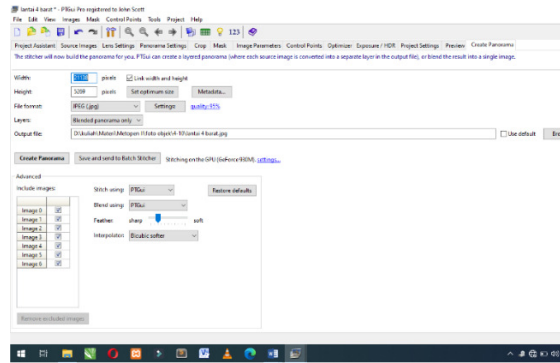 lantai 4 barat * - PTGui Pro registered to John Scott
File Edit View Images Mask Control Points Tools Project Help
123
Project Assistant Source Images Lens Settings Panorama Settings Crop Mask Image Parameters Control Points Optimizer Exposure / HDR Project Settings Preview Create Panorama
The stitcher will now build the panorama for you. PTGui can create a layered panorama (where each source image is converted into a separate layer in the output file), or blend the result into a single image.
Width: pixels Link width and height
Height: pixels Set optimum size Metadata...
File format: JPEG (.jpg) Settings quality: 95%
Layers: Blended panorama only
Output file: Use default
Create Panorama Save and send to Batch Stitcher Stitching on the GPU (GeForce 930M), settings...
Advanced
Include images: Stitch using: PTGui Restore defaults
Blend using: PTGui
Image 0
Image 1 Feather: sharp soft
Image 2
Image 3 Interpolator: Bicubic softer
Image 4
Image 5
Image 6
Remove excluded images